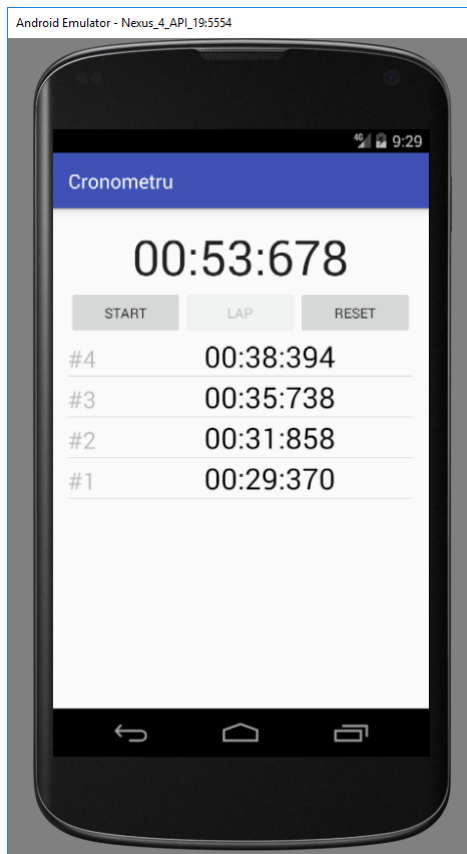 Android Emulator - Nexus_4_API_19:5554
4G 9:29
Cronometru
00:53:678
START LAP RESET
#4 00:38:394
#3 00:35:738
#2 00:31:858
#1 00:29:370